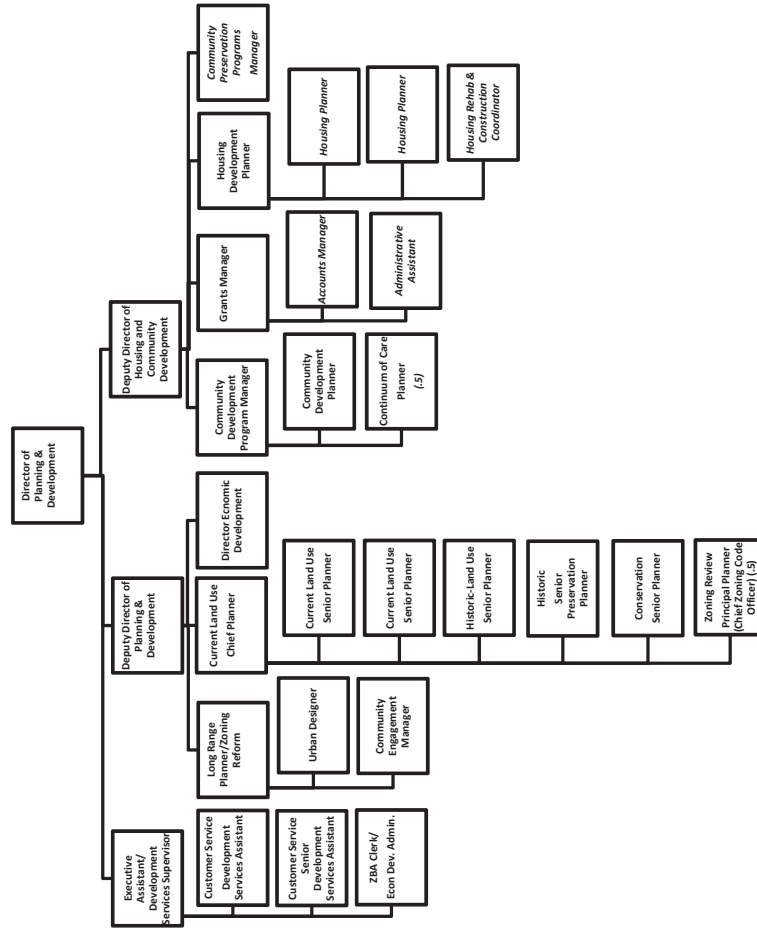 Director of
Planning &
Development
Executive
Assistant/
Development
Services Supervisor
Deputy Director of
Planning &
Development
Deputy Director of
Housing and
Community
Development
Customer Service
Development
Services Assistant
Customer Service
Senior
Development
Services Assistant
ZBA Clerk/
Econ Dev. Admin.
Long Range
Planner/Zoning
Reform
Urban Designer
Community
Engagement
Manager
Current Land Use
Chief Planner
Current Land Use
Senior Planner
Current Land Use
Senior Planner
Historic-Land Use
Senior Planner
Historic
Senior
Preservation
Planner
Conservation
Senior Planner
Zoning Review
Principal Planner
(Chief Zoning Code
Officer) (.5)
Director Ecnomic
Development
Community
Development
Program Manager
Community
Development
Planner
Continuum of Care
Planner
(.5)
Grants Manager
Accounts Manager
Administrative
Assistant
Housing
Development
Planner
Housing Planner
Housing Planner
Housing Rehab &
Construction
Coordinator
Community
Preservation
Programs
Manager